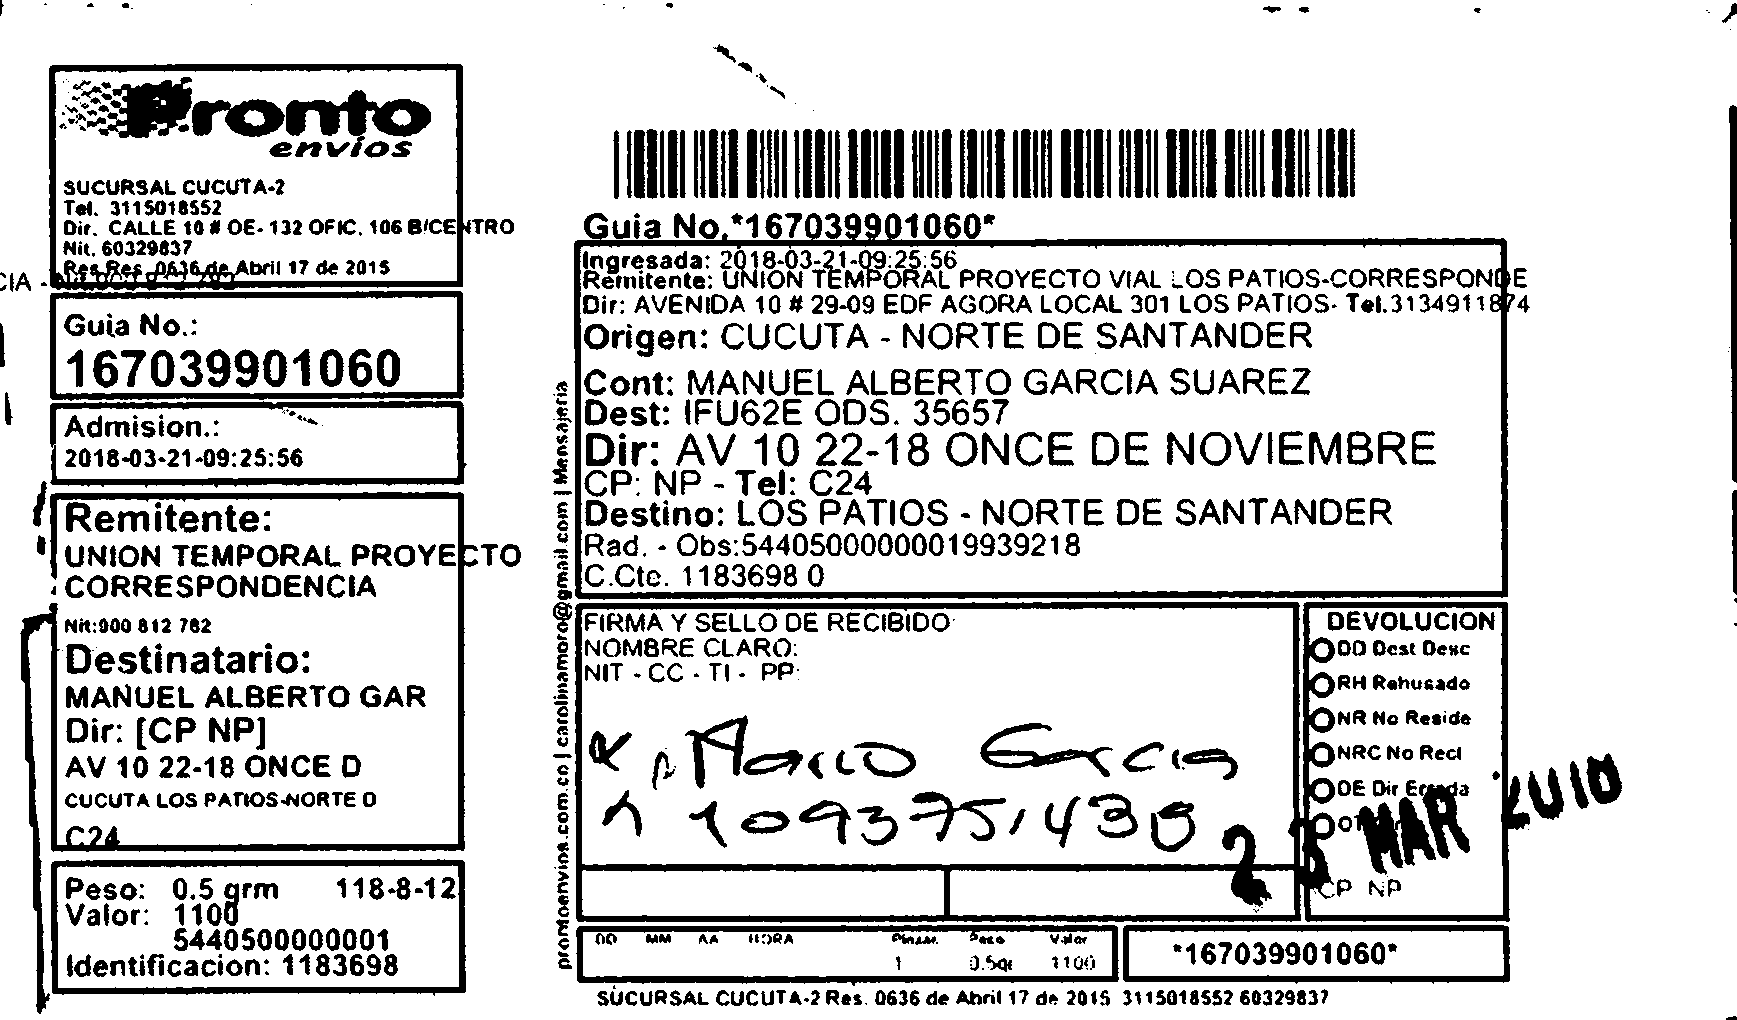 Pronto
envios
SUCURSAL CUCUTA-2
Tel. 3115018552
Dir. CALLE 10 # OE- 132 OFIC. 106 B/CENTRO
Nit. 60329837
Res Res. 0636 de Abril 17 de 2015
CIA -
Guia No.:
167039901060
Admision.:
2018-03-21-09:25:56
Remitente:
UNION TEMPORAL PROYECTO
CORRESPONDENCIA
Nit:900 812 782
Destinatario:
MANUEL ALBERTO GAR
Dir: [CP NP]
AV 10 22-18 ONCE D
CUCUTA LOS PATIOS-NORTE D
C24
Peso: 0.5 grm 118-8-12
Valor: 1100
5440500000001
Identificacion: 1183698
prontoenvios.com.co | carolinamoro@gmail.com | Mensajeria
Guia No.*167039901060*
Ingresada: 2018-03-21-09:25:56
Remitente: UNION TEMPORAL PROYECTO VIAL LOS PATIOS-CORRESPONDE
Dir: AVENIDA 10 # 29-09 EDF AGORA LOCAL 301 LOS PATIOS- Tel.3134911874
Origen: CUCUTA - NORTE DE SANTANDER
Cont: MANUEL ALBERTO GARCIA SUAREZ
Dest: IFU62E ODS. 35657
Dir: AV 10 22-18 ONCE DE NOVIEMBRE
CP: NP - Tel: C24
Destino: LOS PATIOS - NORTE DE SANTANDER
Rad. - Obs:54405000000019939218
C.Cte. 1183698 0
FIRMA Y SELLO DE RECIBIDO
NOMBRE CLARO:
NIT - CC - TI - PP:
Garcia
DEVOLUCION
DD Dest Desc
RH Rehusado
NR No Reside
NRC No Recl
DE Dir Errada
MAR
CP NP
DD MM AA HORA Peso Valor
1 0.5gr 1100
*167039901060*
SUCURSAL CUCUTA-2 Res. 0636 de Abril 17 de 2015 3115018552 60329837